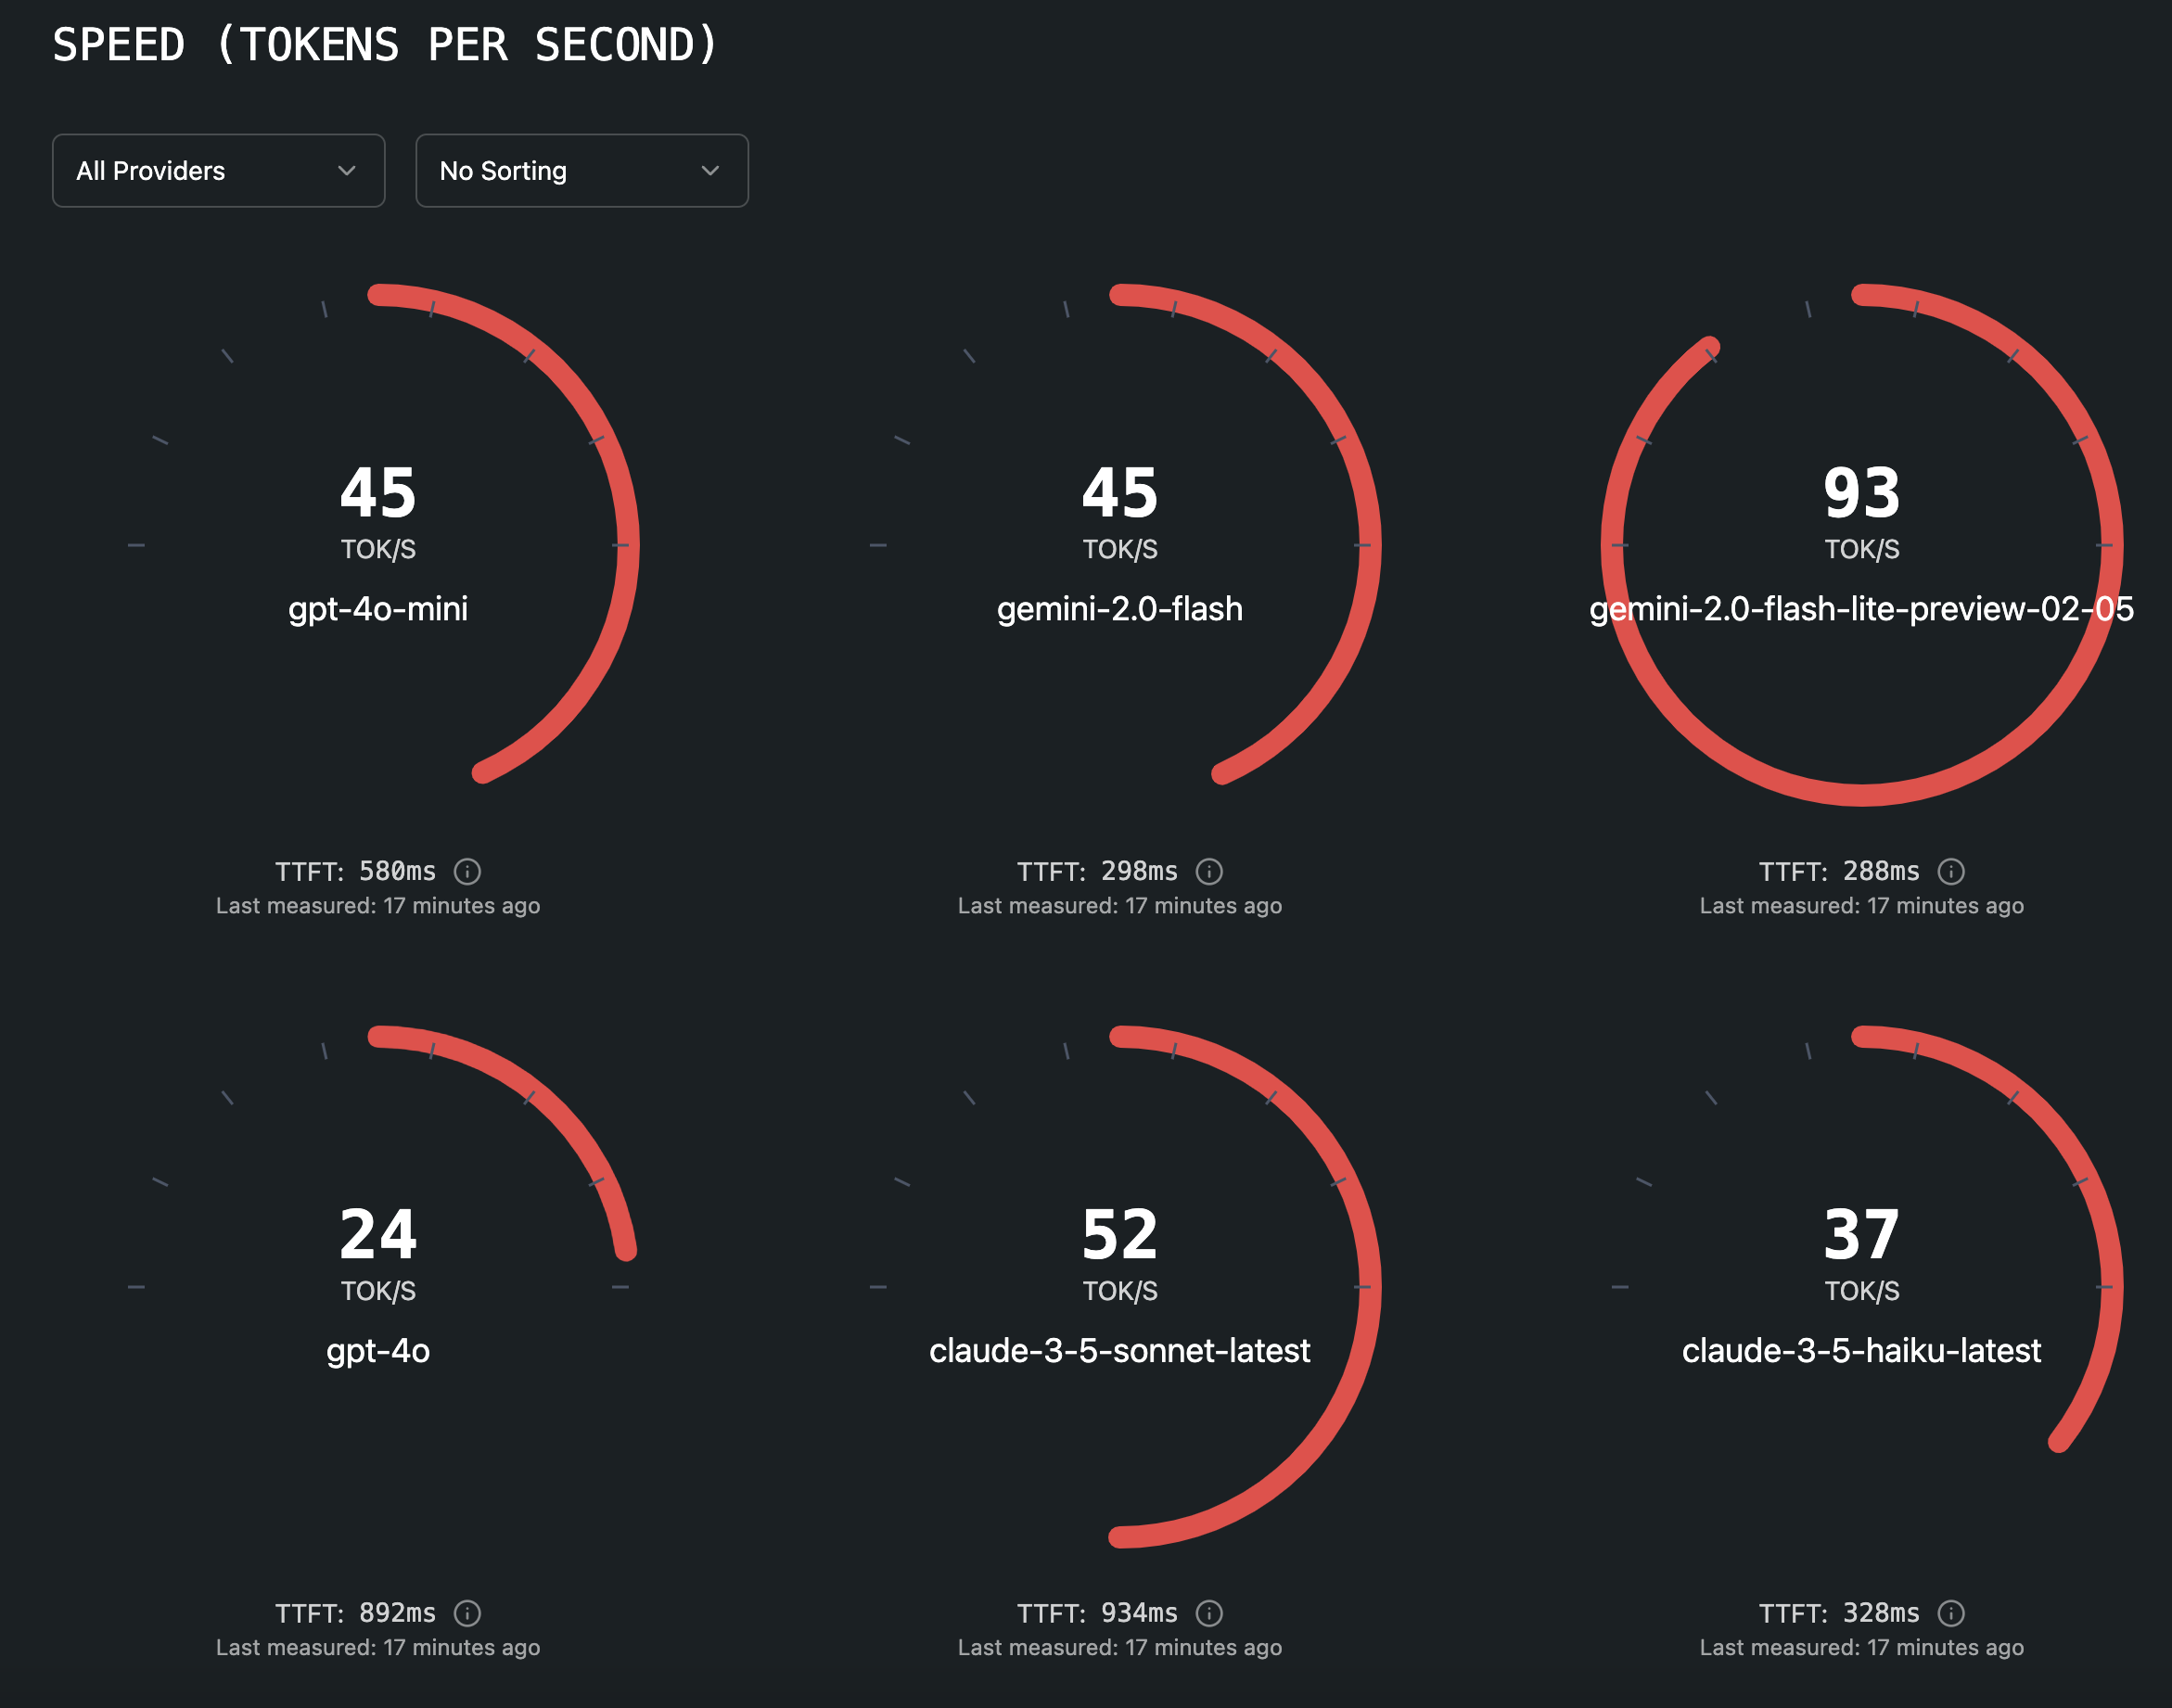 SPEED (TOKENS PER SECOND)
All Providers
No Sorting
45
TOK/S
gpt-4o-mini
TTFT: 580ms
Last measured: 17 minutes ago
45
TOK/S
gemini-2.0-flash
TTFT: 298ms
Last measured: 17 minutes ago
93
TOK/S
gemini-2.0-flash-lite-preview-02-05
TTFT: 288ms
Last measured: 17 minutes ago
24
TOK/S
gpt-4o
TTFT: 892ms
Last measured: 17 minutes ago
52
TOK/S
claude-3-5-sonnet-latest
TTFT: 934ms
Last measured: 17 minutes ago
37
TOK/S
claude-3-5-haiku-latest
TTFT: 328ms
Last measured: 17 minutes ago